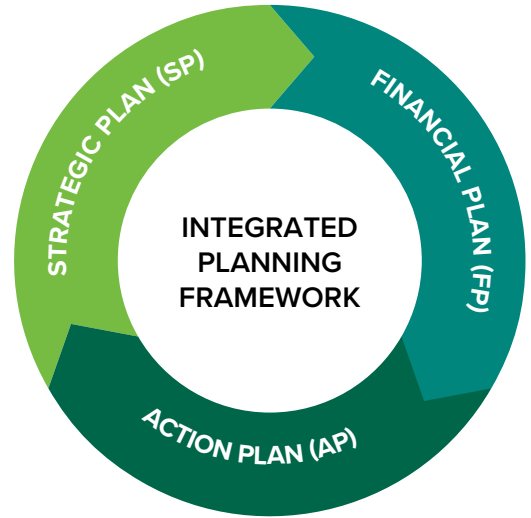 STRATEGIC PLAN (SP)
FINANCIAL PLAN (FP)
INTEGRATED
PLANNING
FRAMEWORK
ACTION PLAN (AP)